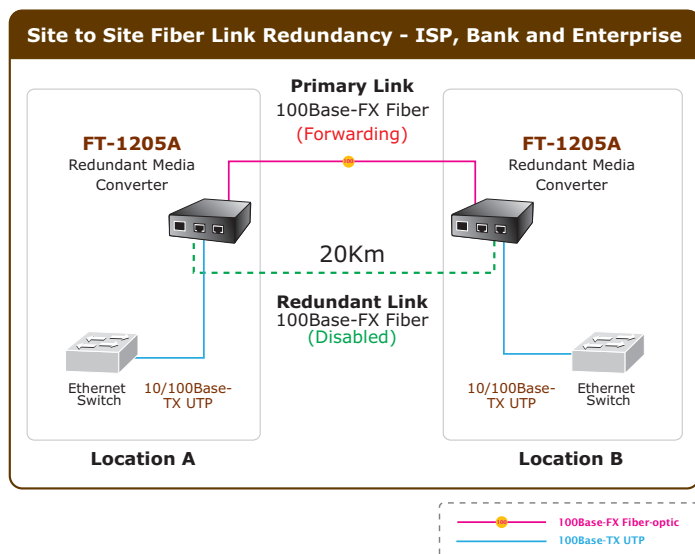 Site to Site Fiber Link Redundancy - ISP, Bank and Enterprise
Primary Link
100Base-FX Fiber
(Forwarding)
FT-1205A
Redundant Media
Converter
FT-1205A
Redundant Media
Converter
100
20Km
Redundant Link
100Base-FX Fiber
(Disabled)
Ethernet
Switch
10/100Base-
TX UTP
10/100Base-
TX UTP
Ethernet
Switch
Location A
Location B
100
100Base-FX Fiber-optic
100Base-TX UTP